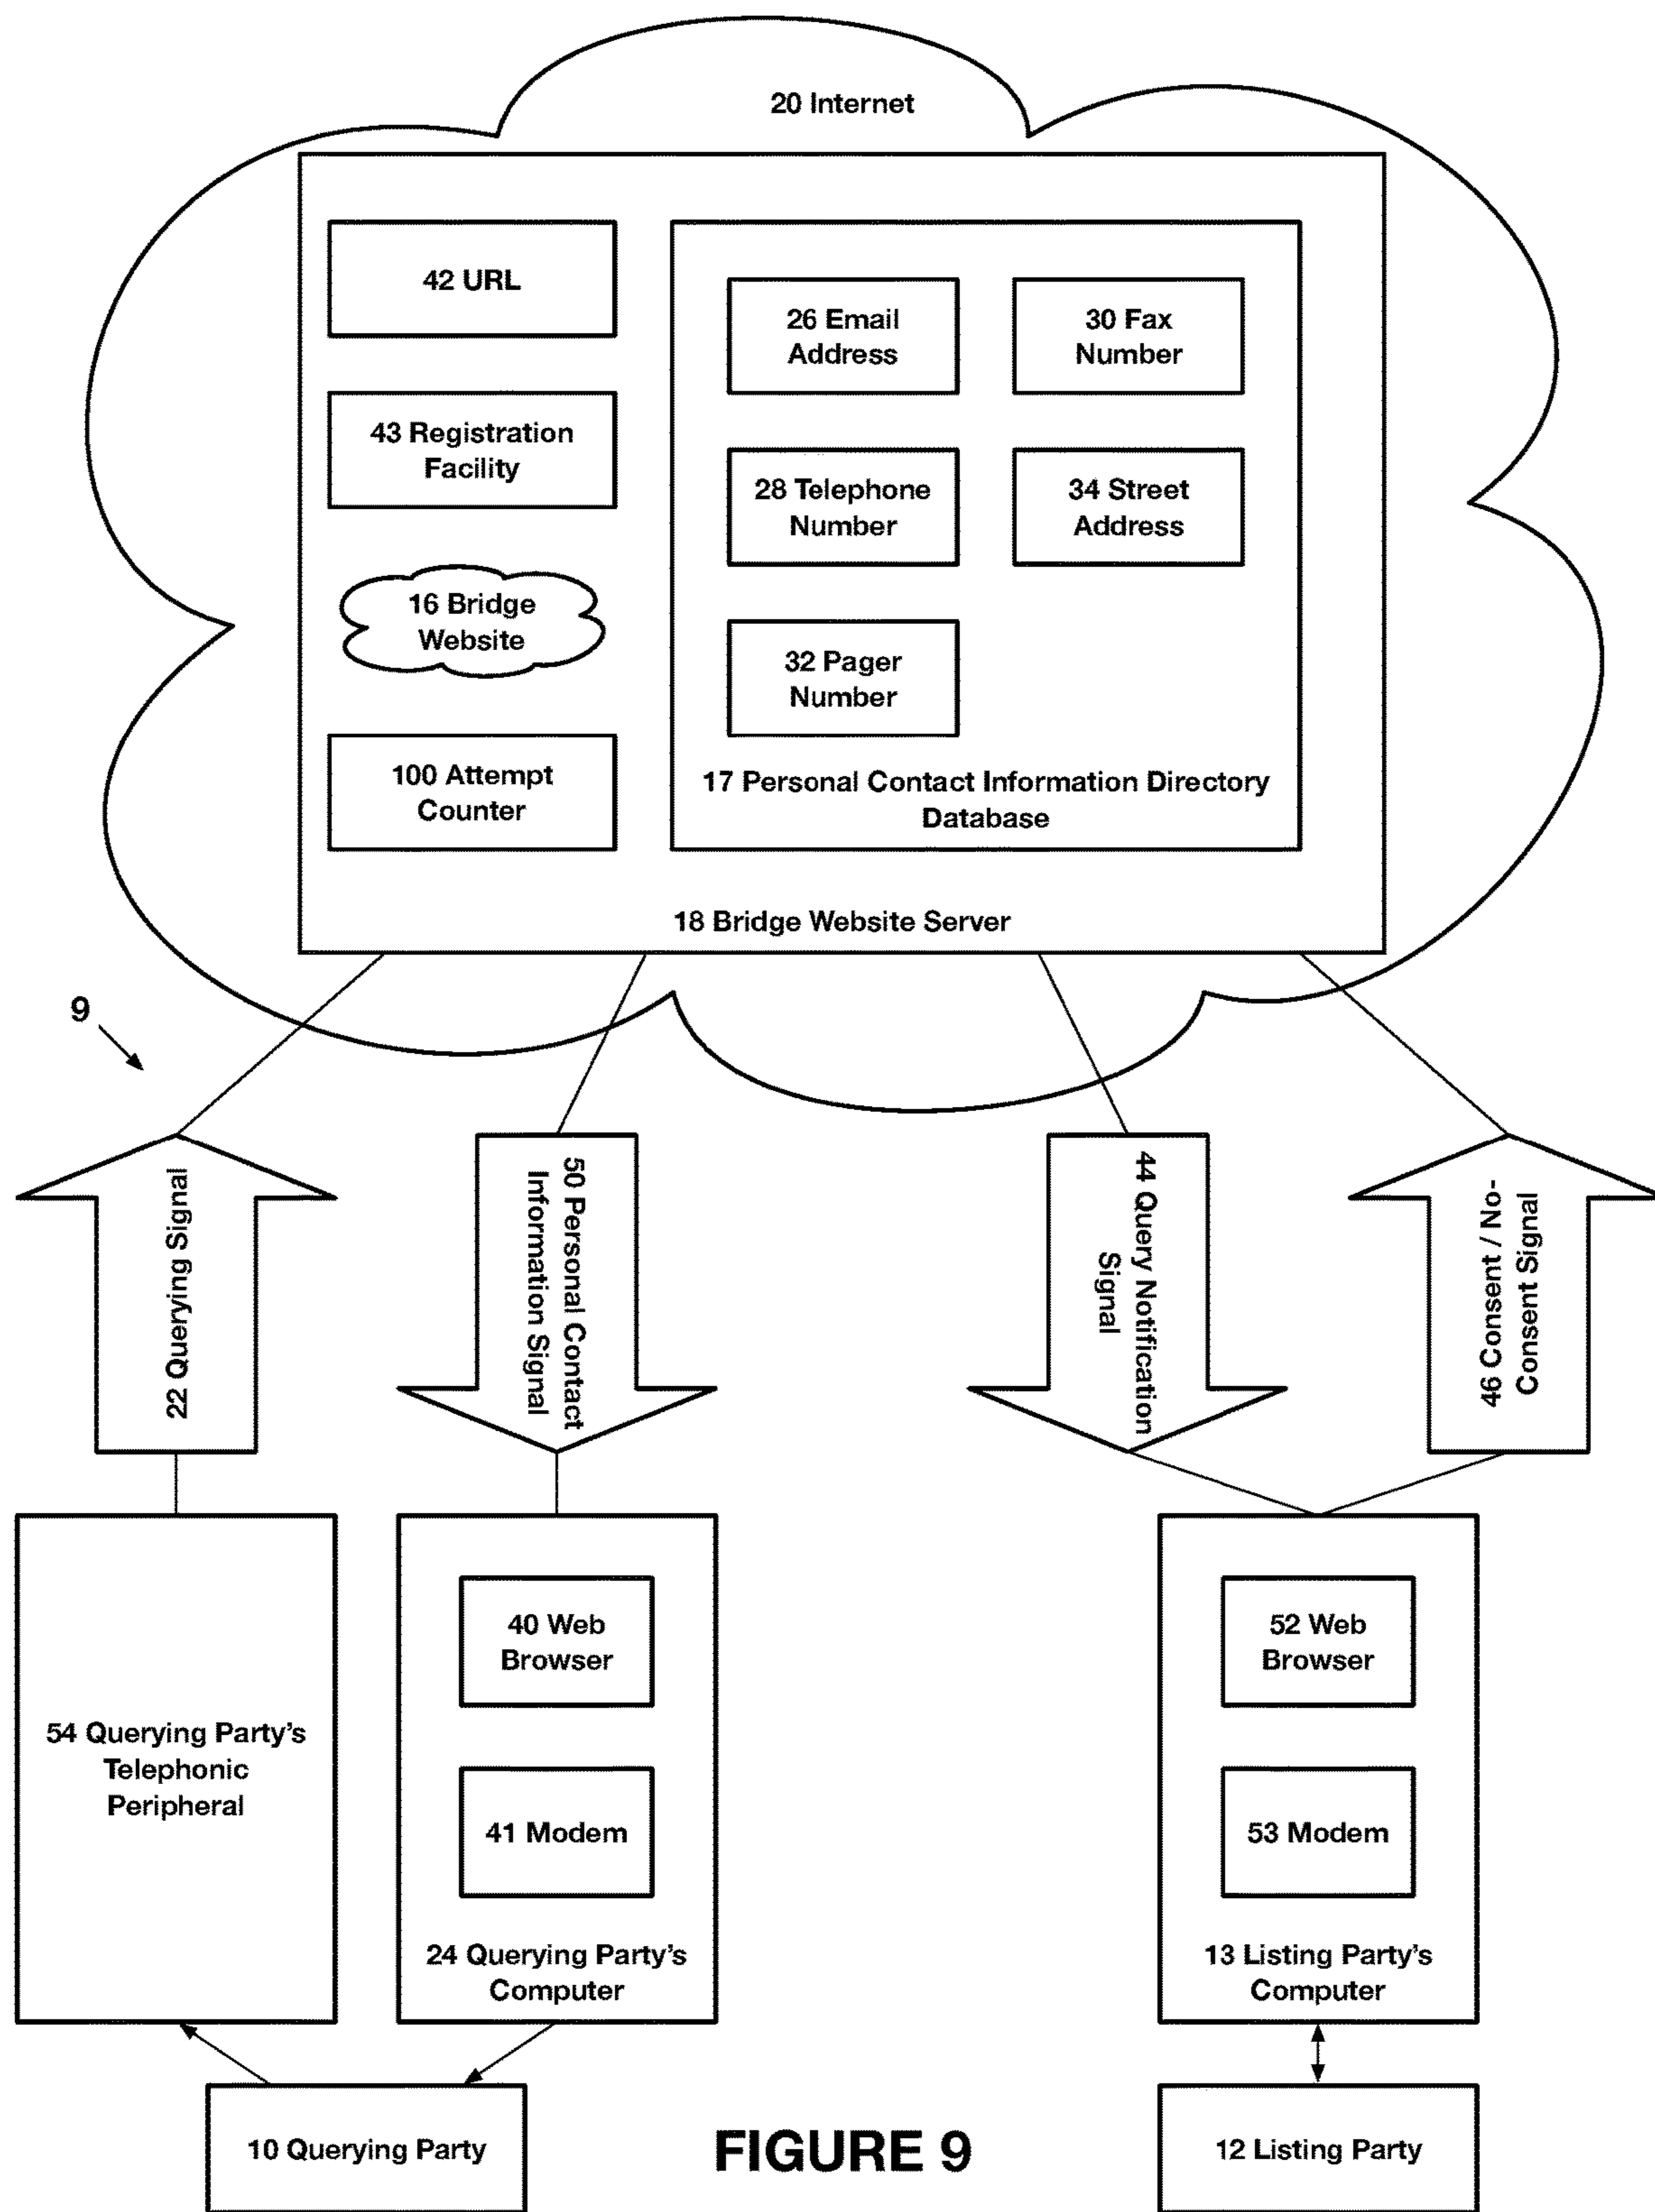 20 Internet
42 URL
43 Registration
Facility
16 Bridge
Website
100 Attempt
Counter
26 Email
Address
30 Fax
Number
28 Telephone
Number
34 Street
Address
32 Pager
Number
17 Personal Contact Information Directory
Database
18 Bridge Website Server
9
22 Querying Signal
50 Personal Contact
Information Signal
44 Query Notification
Signal
46 Consent / No-
Consent Signal
54 Querying Party's
Telephonic
Peripheral
40 Web
Browser
41 Modem
24 Querying Party's
Computer
52 Web
Browser
53 Modem
13 Listing Party's
Computer
10 Querying Party
FIGURE 9
12 Listing Party